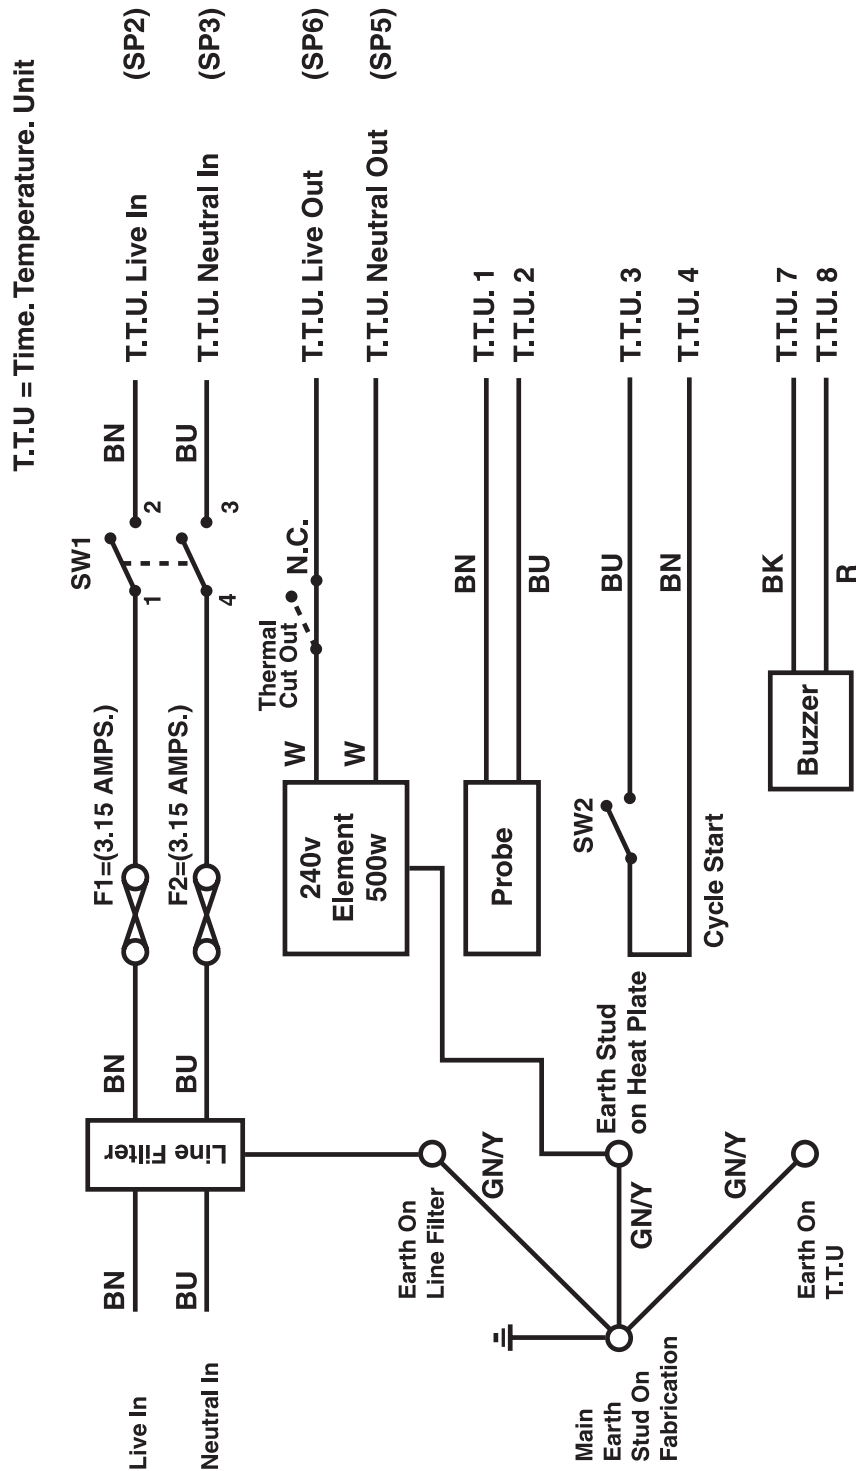 T.T.U = Time. Temperature. Unit
Live In
BN
Line Filter
BN
F1=(3.15 AMPS.)
SW1
1
2
BN
T.T.U. Live In
(SP2)
Neutral In
BU
BU
F2=(3.15 AMPS.)
4
3
BU
T.T.U. Neutral In
(SP3)
240v
Element
500w
W
Thermal
Cut Out
N.C.
T.T.U. Live Out
(SP6)
W
T.T.U. Neutral Out
(SP5)
Probe
BN
T.T.U. 1
BU
T.T.U. 2
SW2
BU
T.T.U. 3
BN
T.T.U. 4
Cycle Start
Buzzer
BK
T.T.U. 7
R
T.T.U. 8
Earth On
Line Filter
GN/Y
Earth Stud
on Heat Plate
GN/Y
GN/Y
Main
Earth
Stud On
Fabrication
Earth On
T.T.U